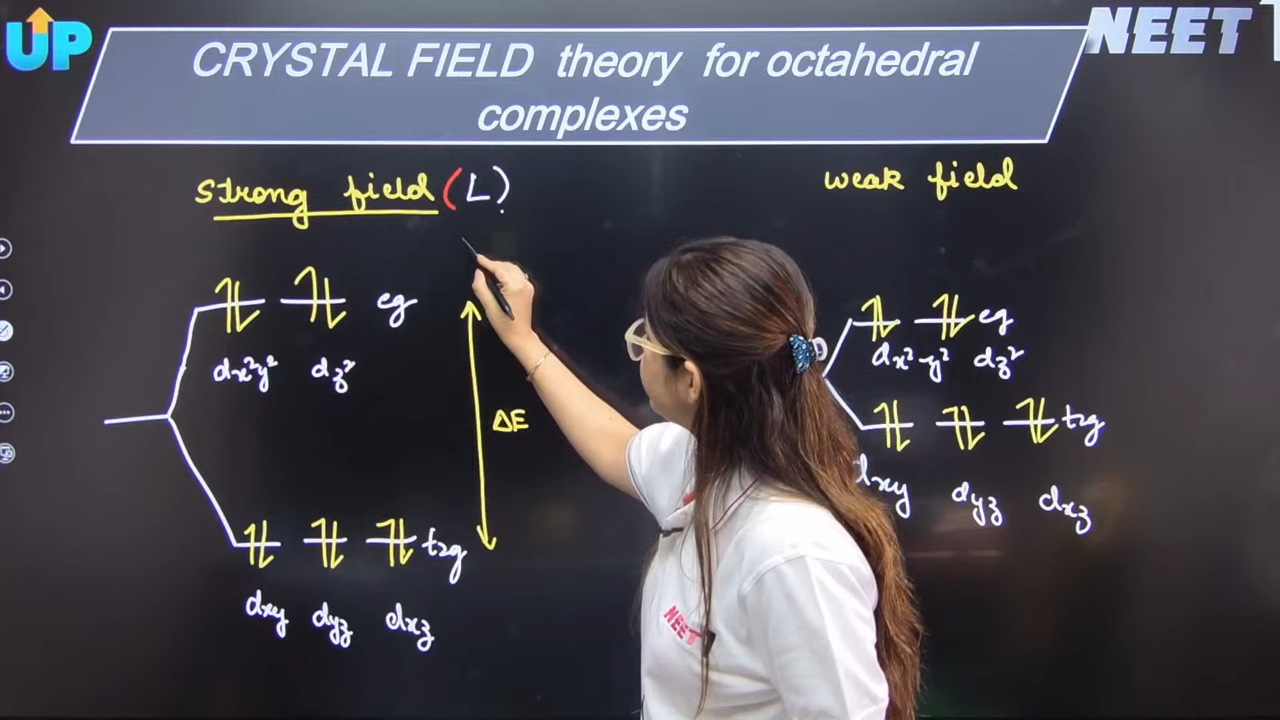 UP
NEET
CRYSTAL FIELD theory for octahedral
complexes
Strong field (L)
weak field
eg
dx²y² dz²
ΔE
t2g
dxy dyz dxz
eg
dx²-y² dz²
t2g
dxy dyz dxz
NEET